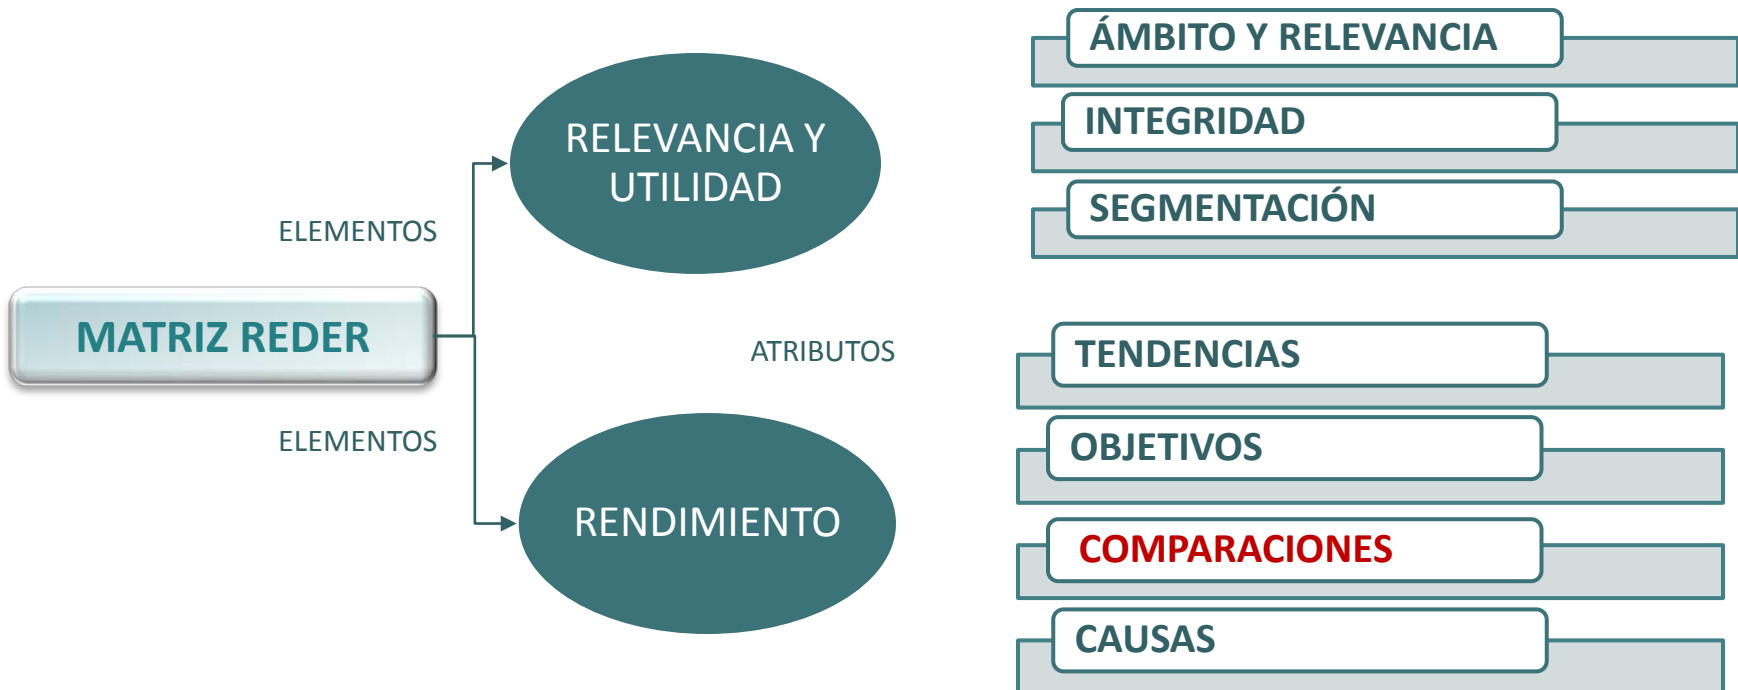 MATRIZ REDER
ELEMENTOS
RELEVANCIA Y
UTILIDAD
ÁMBITO Y RELEVANCIA
INTEGRIDAD
SEGMENTACIÓN
ATRIBUTOS
ELEMENTOS
RENDIMIENTO
TENDENCIAS
OBJETIVOS
COMPARACIONES
CAUSAS